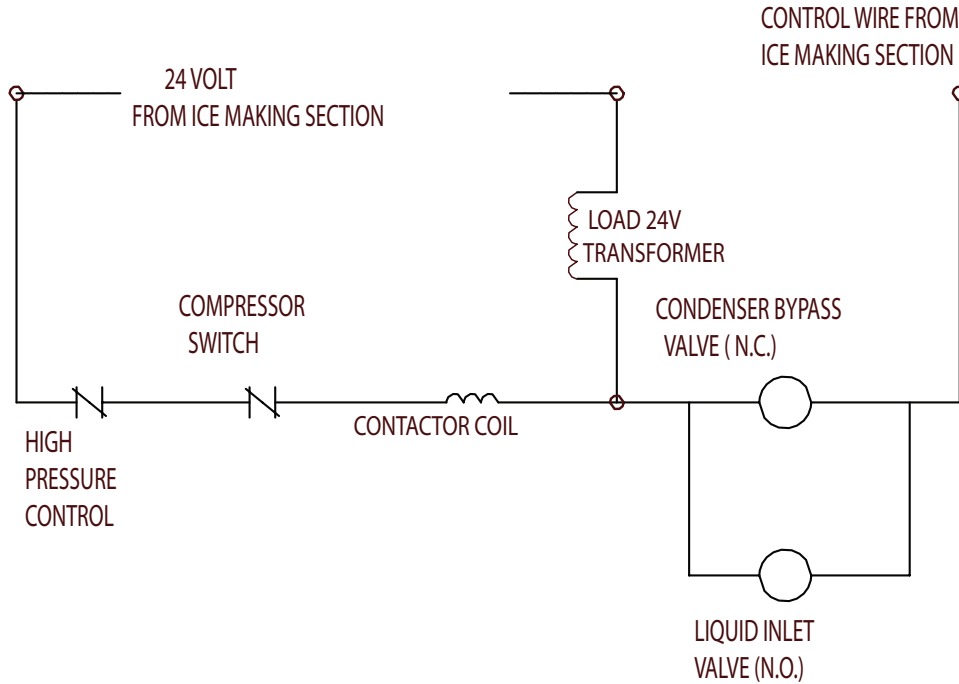 CONTROL WIRE FROM
ICE MAKING SECTION
24 VOLT
FROM ICE MAKING SECTION
LOAD 24V
TRANSFORMER
COMPRESSOR
SWITCH
CONDENSER BYPASS
VALVE ( N.C.)
CONTACTOR COIL
HIGH
PRESSURE
CONTROL
LIQUID INLET
VALVE (N.O.)